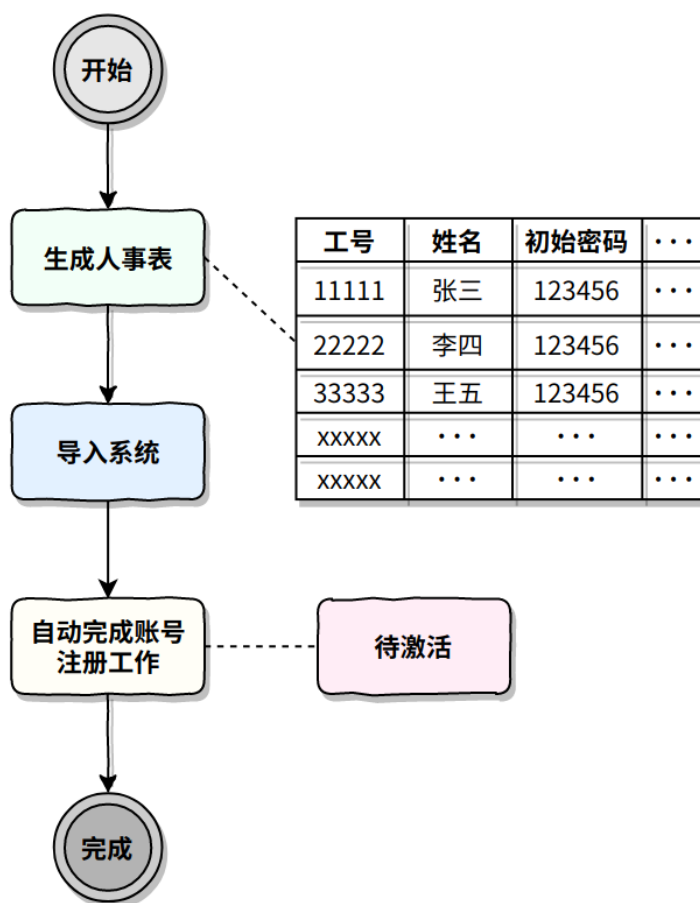 开始
生成人事表
工号 姓名 初始密码 ···
11111 张三 123456 ···
22222 李四 123456 ···
33333 王五 123456 ···
xxxxx ··· ··· ···
xxxxx ··· ··· ···
导入系统
自动完成账号
注册工作
待激活
完成